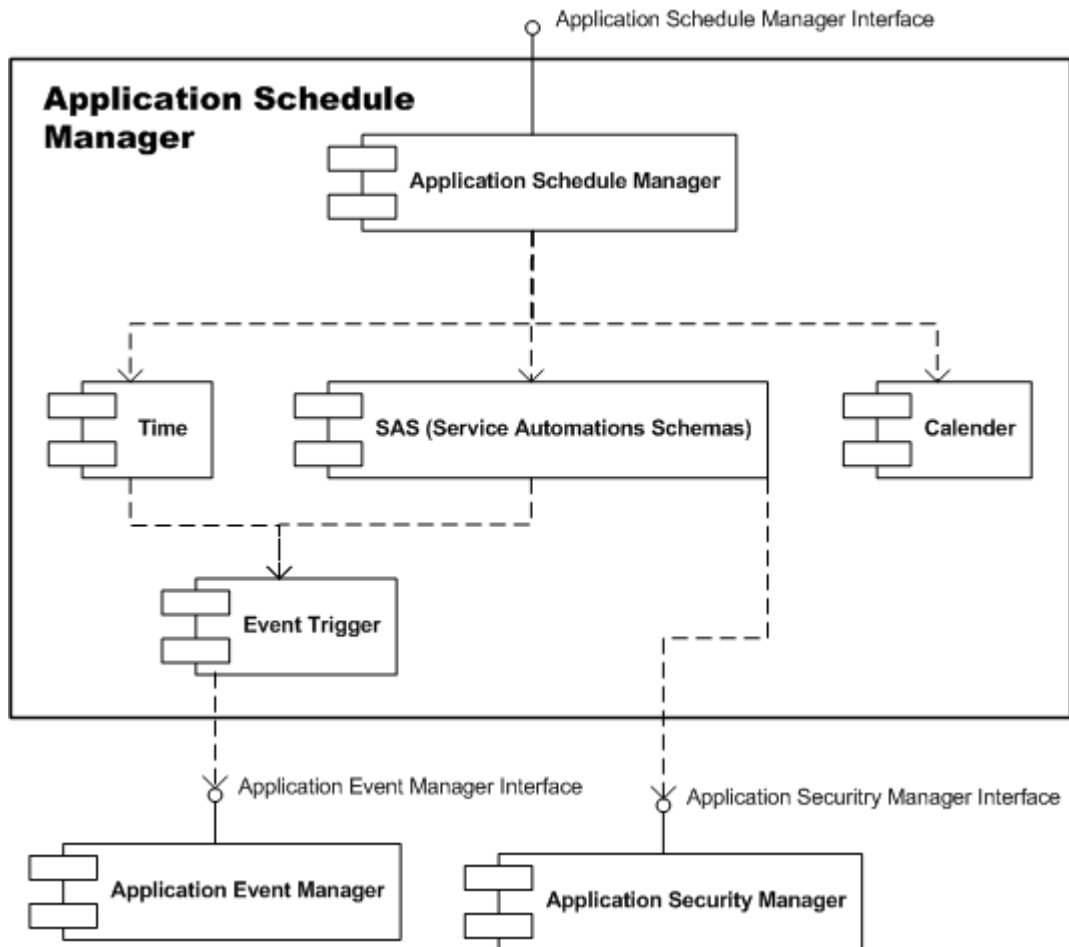 Application Schedule Manager Interface
Application Schedule
Manager
Application Schedule Manager
Time
SAS (Service Automations Schemas)
Calender
Event Trigger
Application Event Manager Interface
Application Securitry Manager Interface
Application Event Manager
Application Security Manager